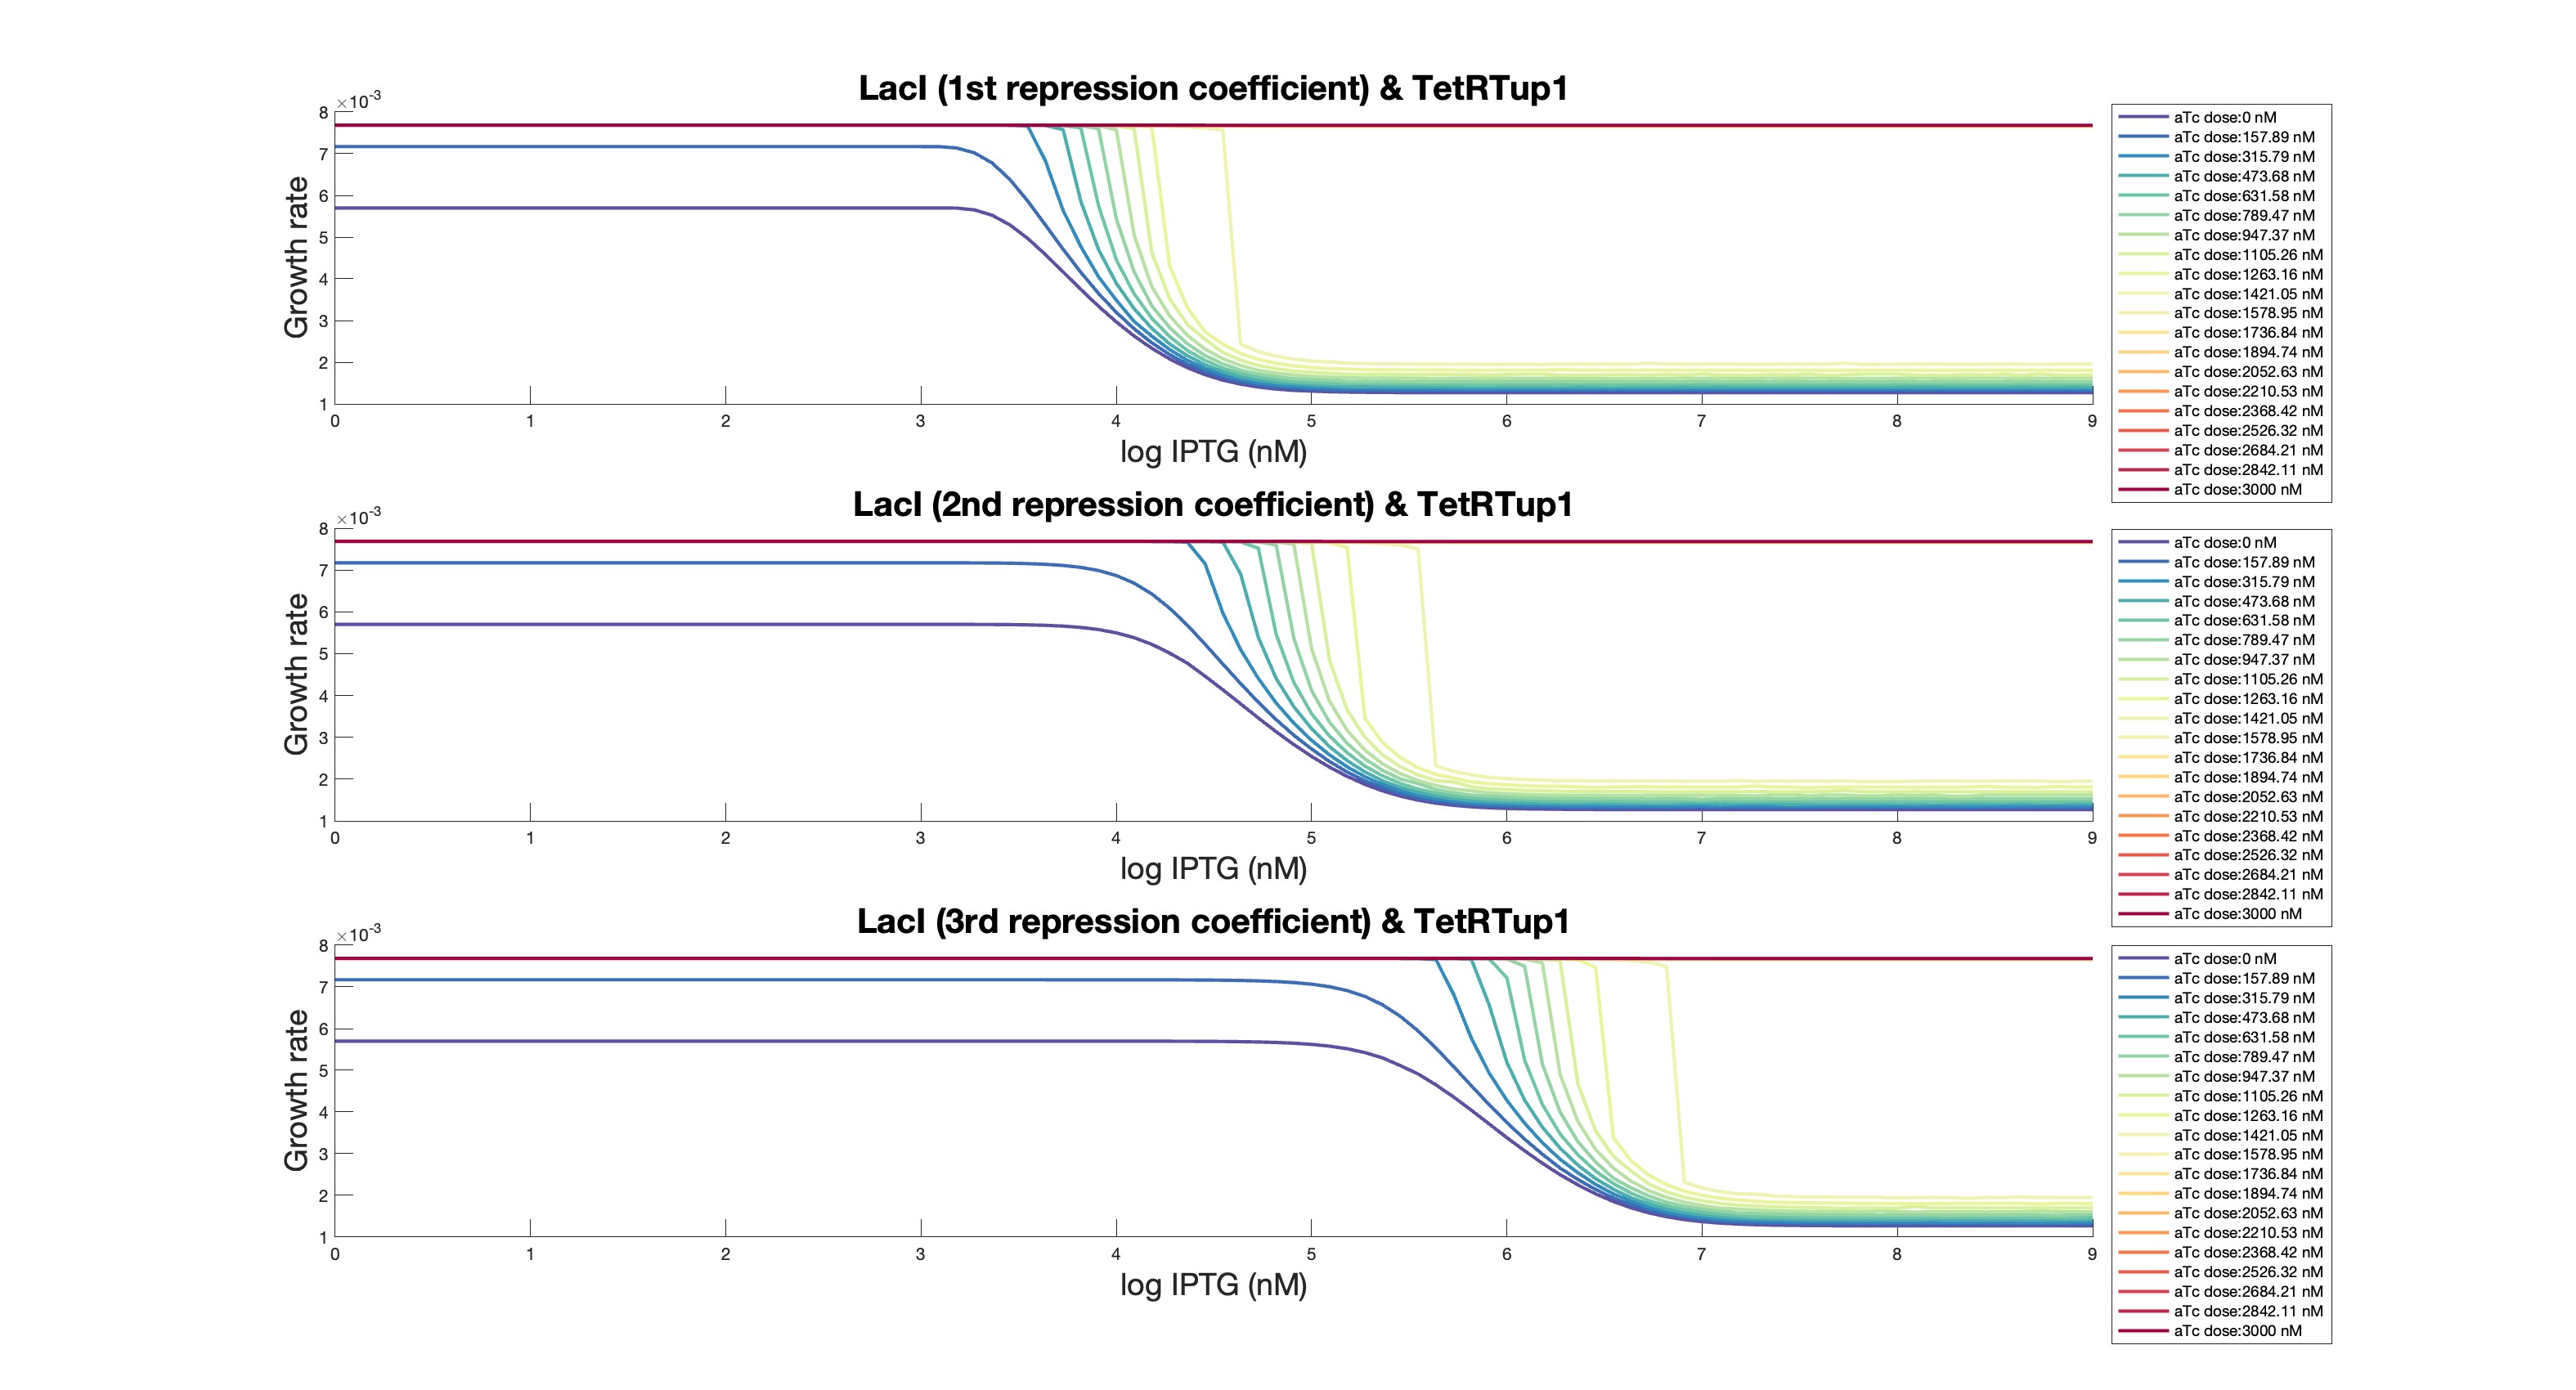 LacI (1st repression coefficient) & TetRTup1
×10-3
8
7
6
5
4
3
2
1
Growth rate
0 1 2 3 4 5 6 7 8 9
log IPTG (nM)
aTc dose:0 nM
aTc dose:157.89 nM
aTc dose:315.79 nM
aTc dose:473.68 nM
aTc dose:631.58 nM
aTc dose:789.47 nM
aTc dose:947.37 nM
aTc dose:1105.26 nM
aTc dose:1263.16 nM
aTc dose:1421.05 nM
aTc dose:1578.95 nM
aTc dose:1736.84 nM
aTc dose:1894.74 nM
aTc dose:2052.63 nM
aTc dose:2210.53 nM
aTc dose:2368.42 nM
aTc dose:2526.32 nM
aTc dose:2684.21 nM
aTc dose:2842.11 nM
aTc dose:3000 nM
LacI (2nd repression coefficient) & TetRTup1
×10-3
8
7
6
5
4
3
2
1
Growth rate
0 1 2 3 4 5 6 7 8 9
log IPTG (nM)
aTc dose:0 nM
aTc dose:157.89 nM
aTc dose:315.79 nM
aTc dose:473.68 nM
aTc dose:631.58 nM
aTc dose:789.47 nM
aTc dose:947.37 nM
aTc dose:1105.26 nM
aTc dose:1263.16 nM
aTc dose:1421.05 nM
aTc dose:1578.95 nM
aTc dose:1736.84 nM
aTc dose:1894.74 nM
aTc dose:2052.63 nM
aTc dose:2210.53 nM
aTc dose:2368.42 nM
aTc dose:2526.32 nM
aTc dose:2684.21 nM
aTc dose:2842.11 nM
aTc dose:3000 nM
LacI (3rd repression coefficient) & TetRTup1
×10-3
8
7
6
5
4
3
2
1
Growth rate
0 1 2 3 4 5 6 7 8 9
log IPTG (nM)
aTc dose:0 nM
aTc dose:157.89 nM
aTc dose:315.79 nM
aTc dose:473.68 nM
aTc dose:631.58 nM
aTc dose:789.47 nM
aTc dose:947.37 nM
aTc dose:1105.26 nM
aTc dose:1263.16 nM
aTc dose:1421.05 nM
aTc dose:1578.95 nM
aTc dose:1736.84 nM
aTc dose:1894.74 nM
aTc dose:2052.63 nM
aTc dose:2210.53 nM
aTc dose:2368.42 nM
aTc dose:2526.32 nM
aTc dose:2684.21 nM
aTc dose:2842.11 nM
aTc dose:3000 nM